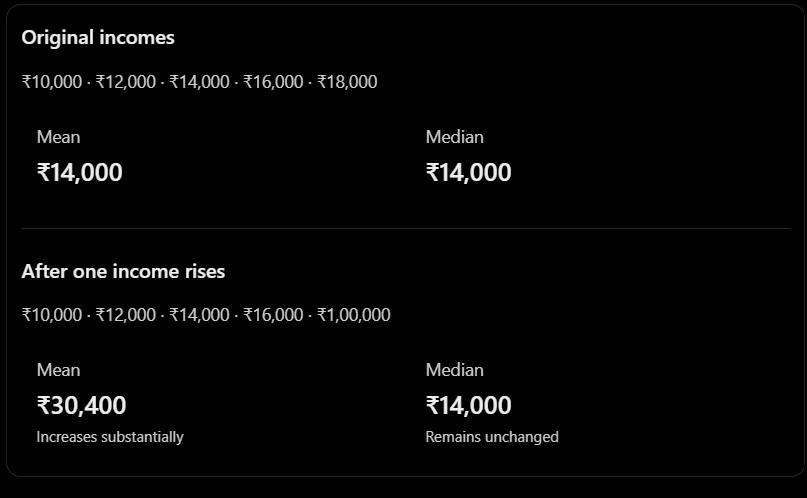 Original incomes
₹10,000 · ₹12,000 · ₹14,000 · ₹16,000 · ₹18,000
Mean
Median
₹14,000
₹14,000
After one income rises
₹10,000 · ₹12,000 · ₹14,000 · ₹16,000 · ₹1,00,000
Mean
Median
₹30,400
₹14,000
Increases substantially
Remains unchanged